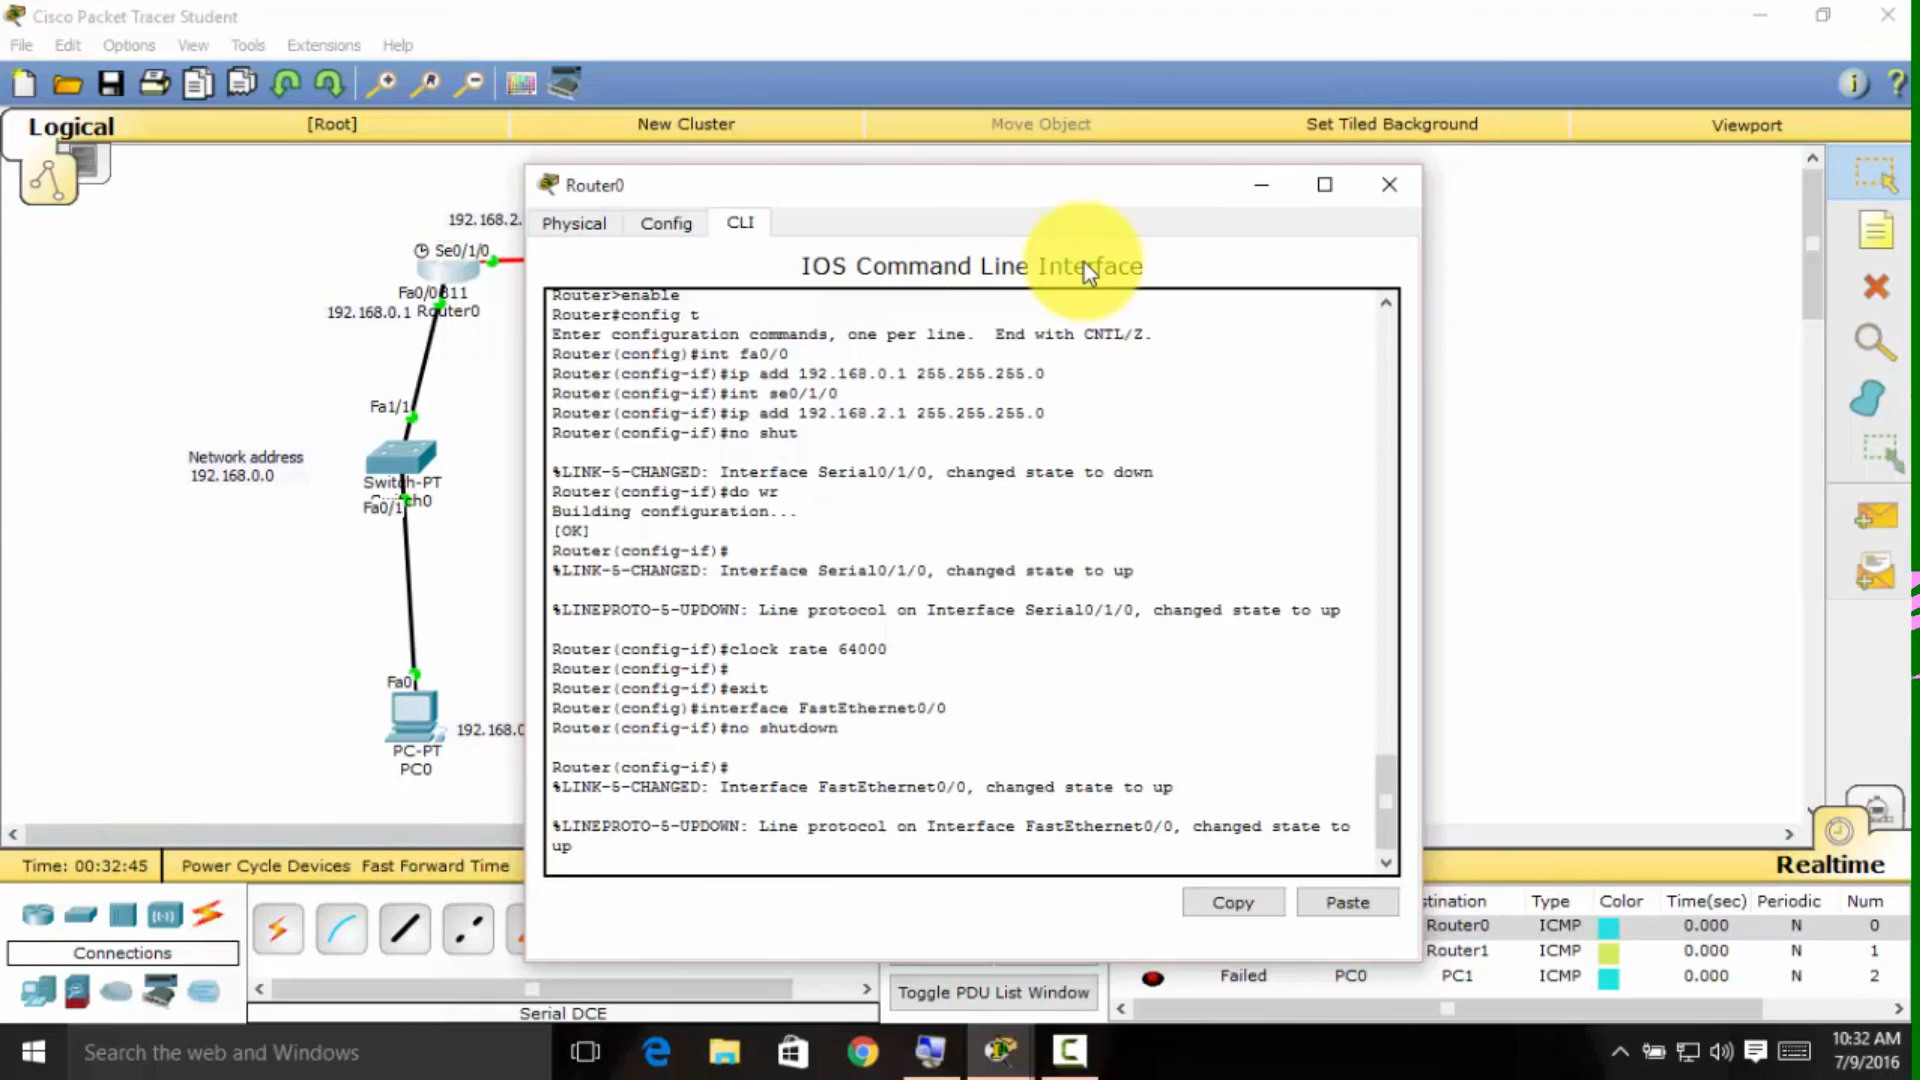 Cisco Packet Tracer Student
File Edit Options View Tools Extensions Help
Logical [Root] New Cluster Move Object Set Tiled Background Viewport
192.168.2.
Se0/1/0
Fa0/0
811
192.168.0.1 Router0
Fa1/1
Network address
192.168.0.0
Switch-PT
Switch0
Fa0/1
Fa0
192.168.0
PC-PT
PC0
Router0
Physical Config CLI
IOS Command Line Interface
Router>enable
Router#config t
Enter configuration commands, one per line. End with CNTL/Z.
Router(config)#int fa0/0
Router(config-if)#ip add 192.168.0.1 255.255.255.0
Router(config-if)#int se0/1/0
Router(config-if)#ip add 192.168.2.1 255.255.255.0
Router(config-if)#no shut
%LINK-5-CHANGED: Interface Serial0/1/0, changed state to down
Router(config-if)#do wr
Building configuration...
[OK]
Router(config-if)#
%LINK-5-CHANGED: Interface Serial0/1/0, changed state to up
%LINEPROTO-5-UPDOWN: Line protocol on Interface Serial0/1/0, changed state to up
Router(config-if)#clock rate 64000
Router(config-if)#
Router(config-if)#exit
Router(config)#interface FastEthernet0/0
Router(config-if)#no shutdown
Router(config-if)#
%LINK-5-CHANGED: Interface FastEthernet0/0, changed state to up
%LINEPROTO-5-UPDOWN: Line protocol on Interface FastEthernet0/0, changed state to
up
Copy Paste
Time: 00:32:45 Power Cycle Devices Fast Forward Time Realtime
Connections
Serial DCE
Toggle PDU List Window
stination Type Color Time(sec) Periodic Num
Router0 ICMP 0.000 N 0
Router1 ICMP 0.000 N 1
Failed PC0 PC1 ICMP 0.000 N 2
Search the web and Windows
10:32 AM
7/9/2016